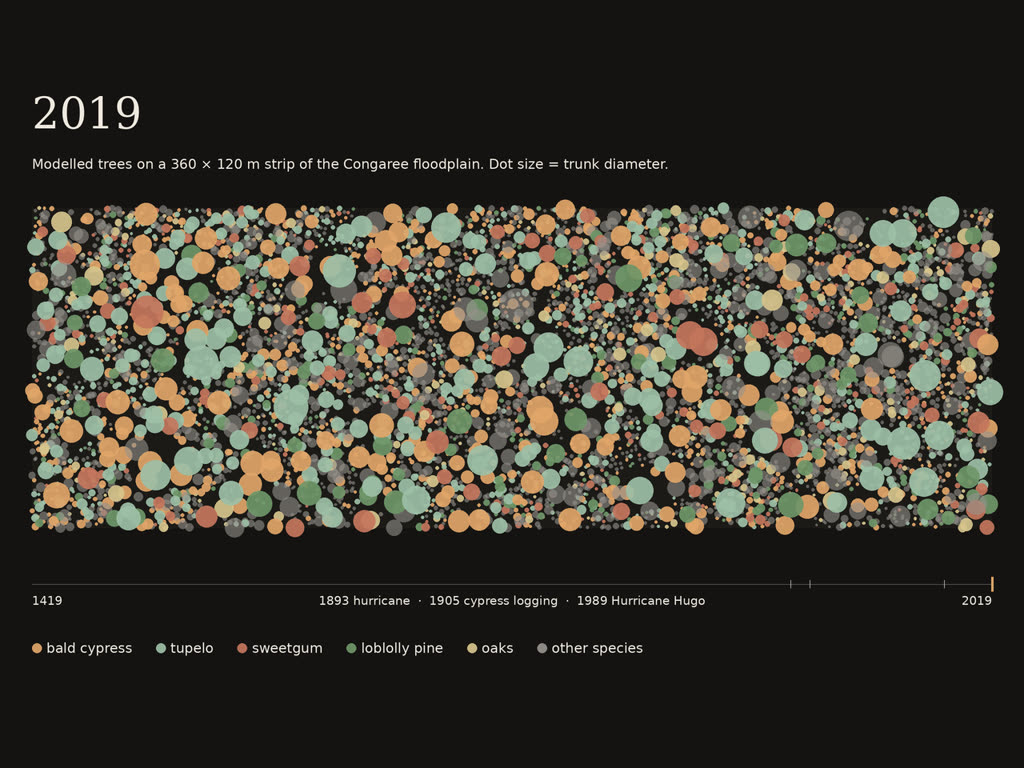 2019
Modelled trees on a 360 × 120 m strip of the Congaree floodplain. Dot size = trunk diameter.
1419 1893 hurricane · 1905 cypress logging · 1989 Hurricane Hugo 2019
bald cypress tupelo sweetgum loblolly pine oaks other species